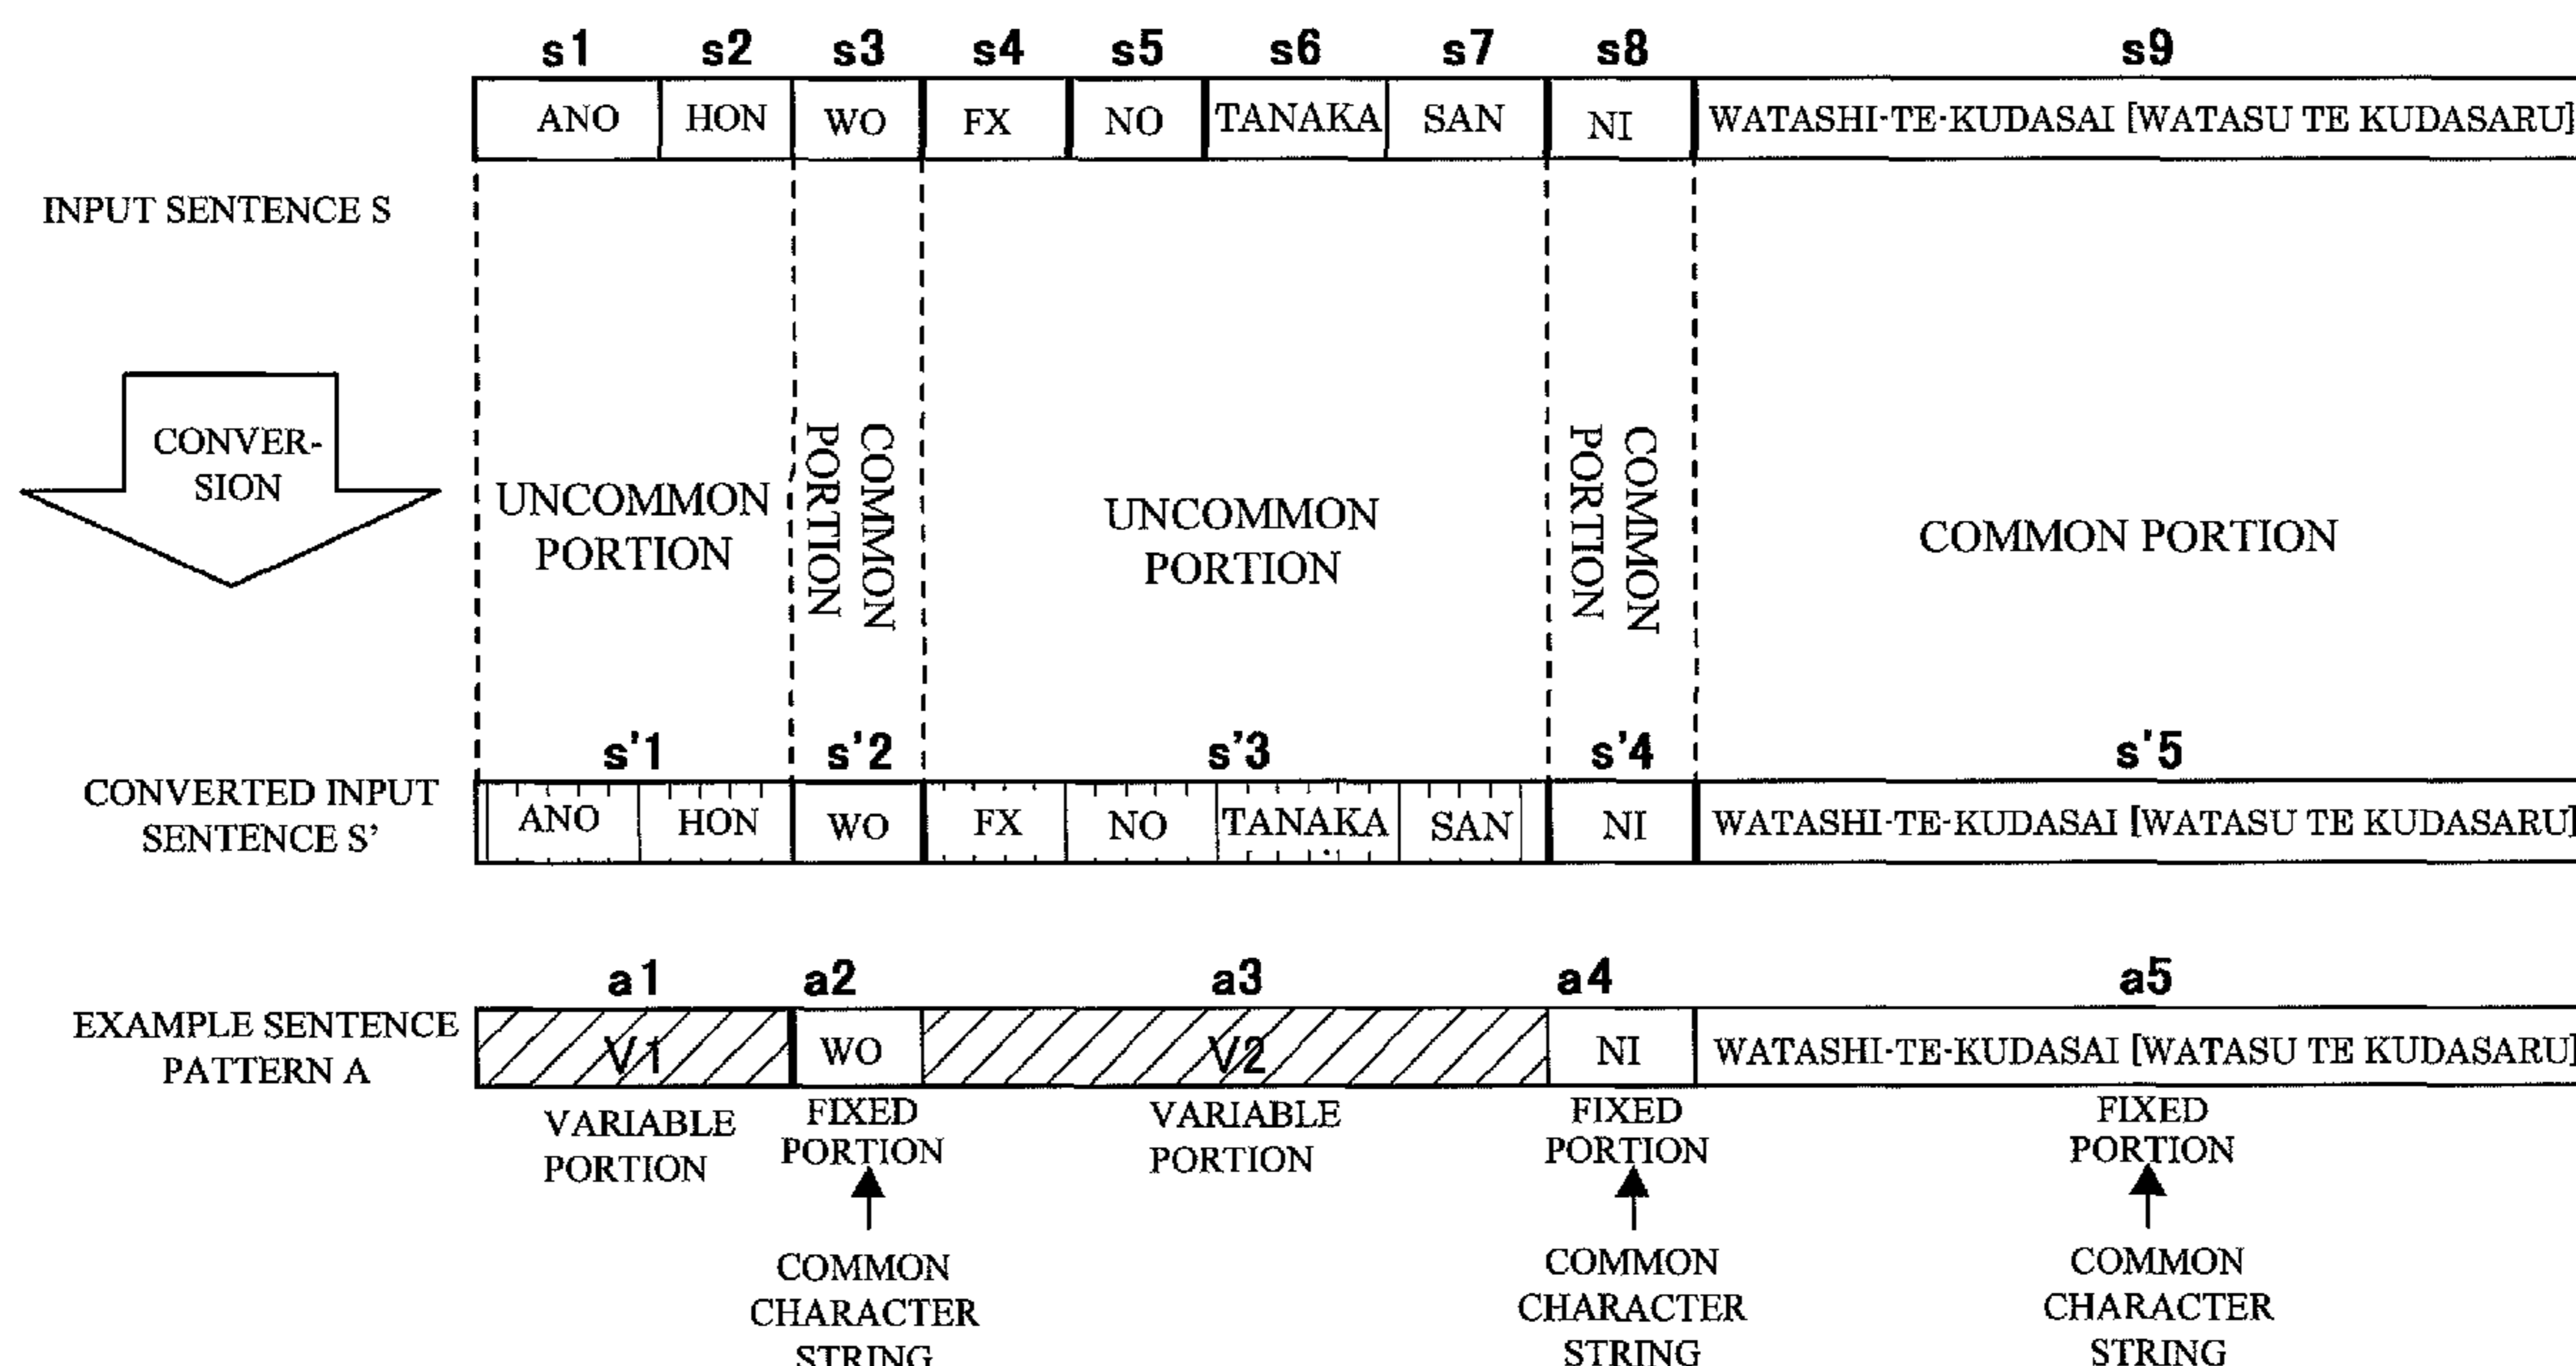 s1 s2 s3 s4 s5 s6 s7 s8 s9
ANO HON WO FX NO TANAKA SAN NI WATASHI-TE-KUDASAI [WATASU TE KUDASARU]
INPUT SENTENCE S
CONVER-
SION
UNCOMMON
PORTION
COMMON
PORTION
UNCOMMON
PORTION
COMMON
PORTION
COMMON PORTION
s'1 s'2 s'3 s'4 s'5
CONVERTED INPUT
SENTENCE S'
ANO HON WO FX NO TANAKA SAN NI WATASHI-TE-KUDASAI [WATASU TE KUDASARU]
a1 a2 a3 a4 a5
EXAMPLE SENTENCE
PATTERN A
V1 WO V2 NI WATASHI-TE-KUDASAI [WATASU TE KUDASARU]
VARIABLE
PORTION
FIXED
PORTION
VARIABLE
PORTION
FIXED
PORTION
FIXED
PORTION
COMMON
CHARACTER
STRING
COMMON
CHARACTER
STRING
COMMON
CHARACTER
STRING